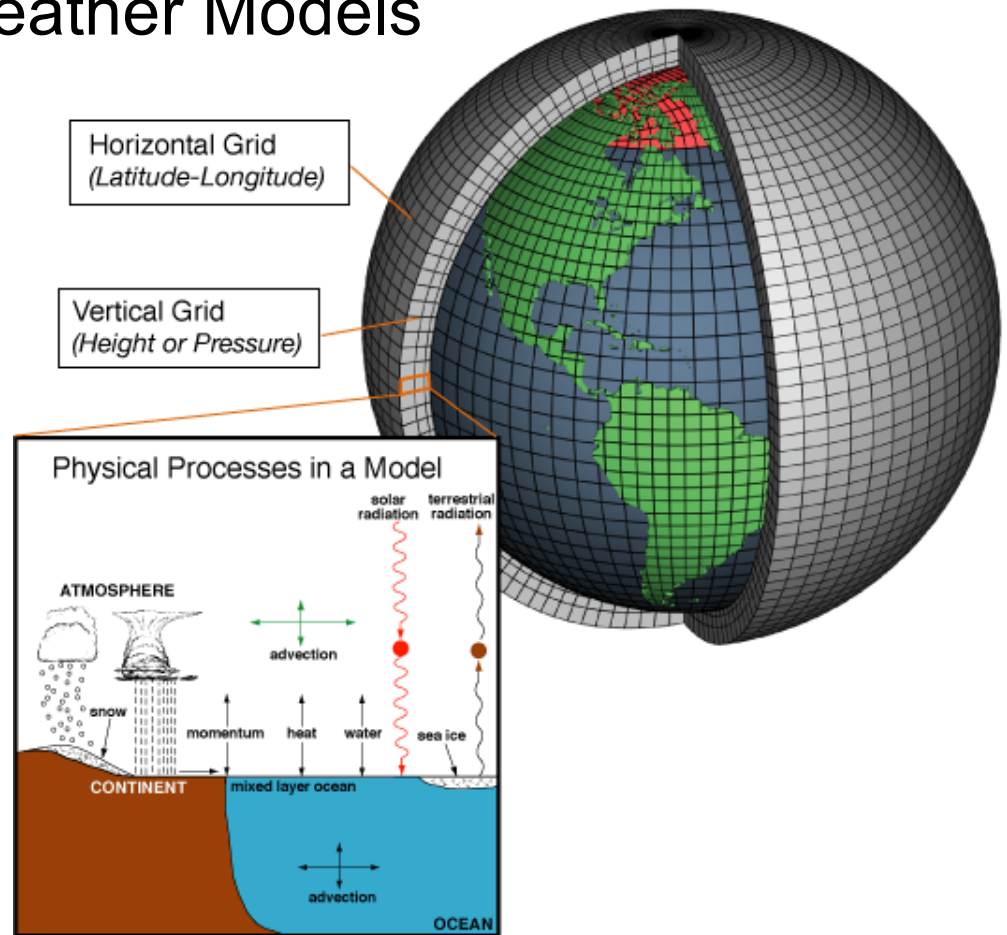 eather Models
Horizontal Grid
(Latitude-Longitude)
Vertical Grid
(Height or Pressure)
Physical Processes in a Model
solar
radiation
terrestrial
radiation
ATMOSPHERE
advection
snow
momentum
heat
water
sea ice
CONTINENT
mixed layer ocean
advection
OCEAN